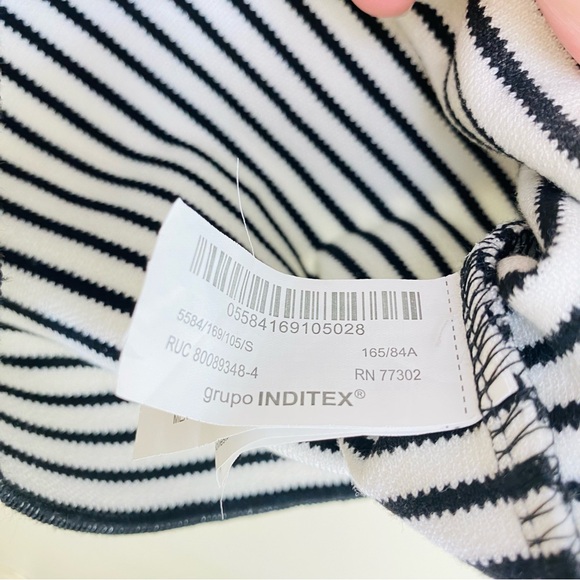 05584169105028
5584/169/105/S
165/84A
RUC 80089348-4
RN 77302
grupo INDITEX®